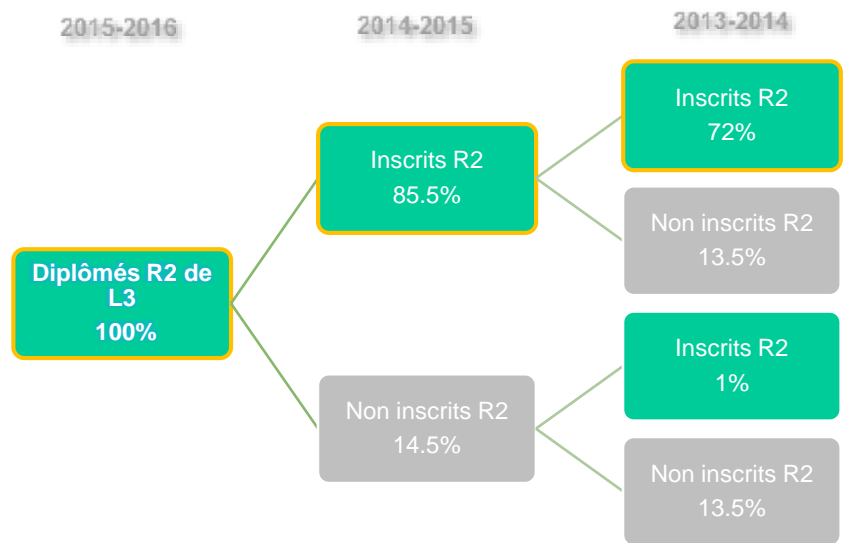 2015-2016
2014-2015
2013-2014
Diplômés R2 de
L3
100%
Inscrits R2
85.5%
Non inscrits R2
14.5%
Inscrits R2
72%
Non inscrits R2
13.5%
Inscrits R2
1%
Non inscrits R2
13.5%